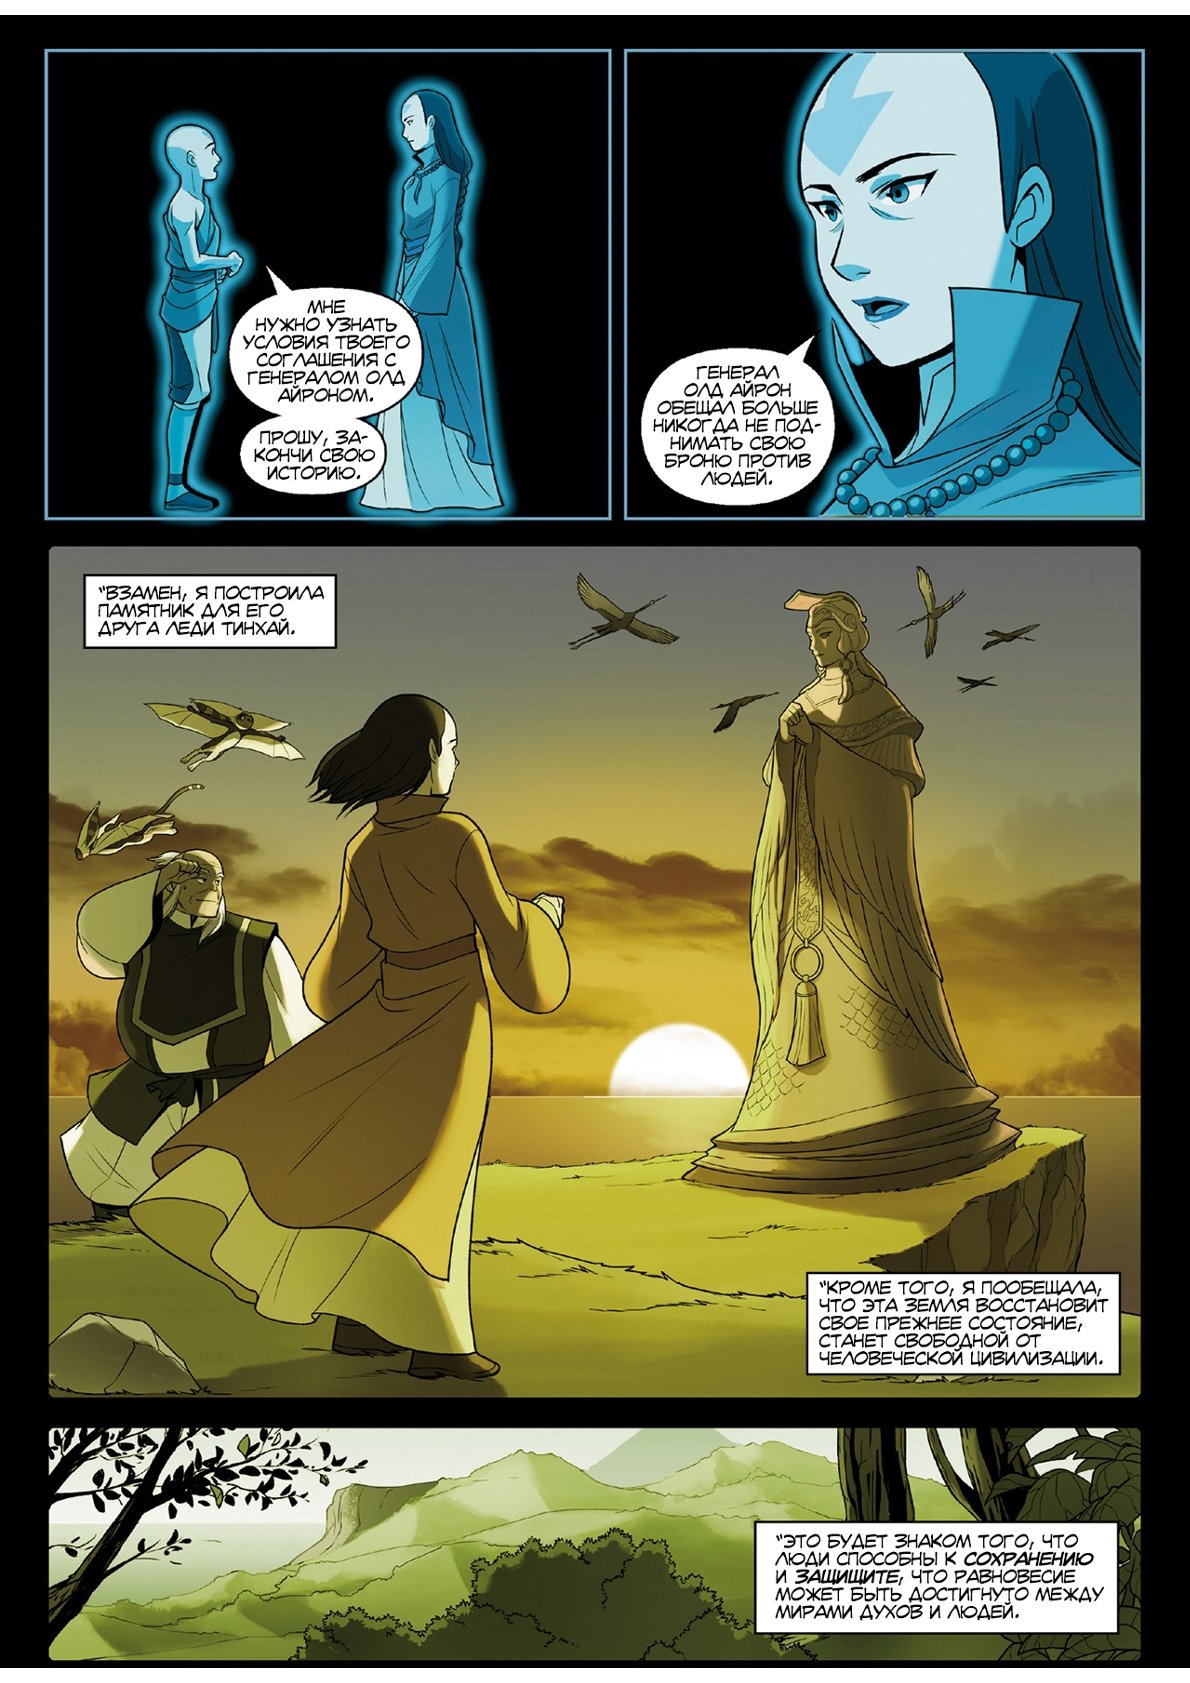 МНЕ
НУЖНО УЗНАТЬ
УСЛОВИЯ ТВОЕГО
СОГЛАШЕНИЯ С
ГЕНЕРАЛОМ ОЛД
АЙРОНОМ.
ПРОШУ, ЗА-
КОНЧИ СВОЮ
ИСТОРИЮ.
ГЕНЕРАЛ
ОЛД АЙРОН
ОБЕЩАЛ БОЛЬШЕ
НИКОГДА НЕ ПОД-
НИМАТЬ СВОЮ
БРОНЮ ПРОТИВ
ЛЮДЕЙ.
"ВЗАМЕН, Я ПОСТРОИЛА
ПАМЯТНИК ДЛЯ ЕГО
ДРУГА ЛЕДИ ТИНХАЙ.
"КРОМЕ ТОГО, Я ПООБЕЩАЛА,
ЧТО ЭТА ЗЕМЛЯ ВОССТАНОВИТ
СВОЕ ПРЕЖНЕЕ СОСТОЯНИЕ,
СТАНЕТ СВОБОДНОЙ ОТ
ЧЕЛОВЕЧЕСКОЙ ЦИВИЛИЗАЦИИ.
"ЭТО БУДЕТ ЗНАКОМ ТОГО, ЧТО
ЛЮДИ СПОСОБНЫ К СОХРАНЕНИЮ
И ЗАЩИЩИТЕ, ЧТО РАВНОВЕСИЕ
МОЖЕТ БЫТЬ ДОСТИГНУТО МЕЖДУ
МИРАМИ ДУХОВ И ЛЮДЕЙ.